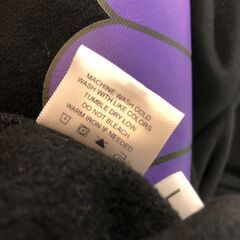 MACHINE WASH COLD
WASH WITH LIKE COLORS
TUMBLE DRY LOW
DO NOT BLEACH
WARM IRON IF NEEDED